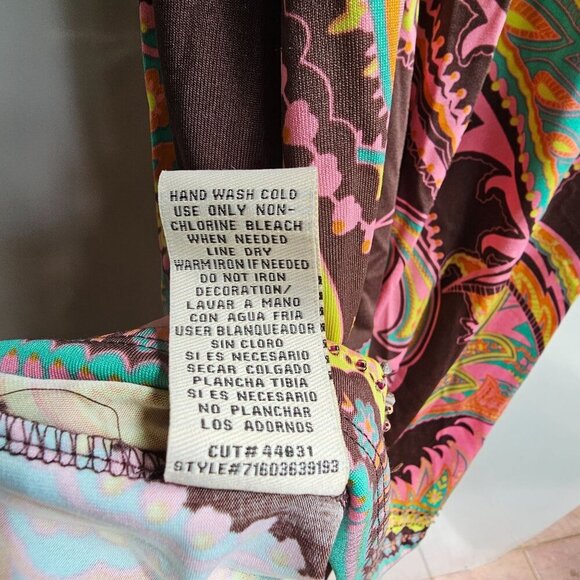 HAND WASH COLD
USE ONLY NON-
CHLORINE BLEACH
WHEN NEEDED
LINE DRY
WARM IRON IF NEEDED
DO NOT IRON
DECORATION/
LAVAR A MANO
CON AGUA FRIA
USER BLANQUEADOR
SIN CLORO
SI ES NECESARIO
SECAR COLGADO
PLANCHA TIBIA
SI ES NECESARIO
NO PLANCHAR
LOS ADORNOS
CUT# 44831
STYLE#71603639193